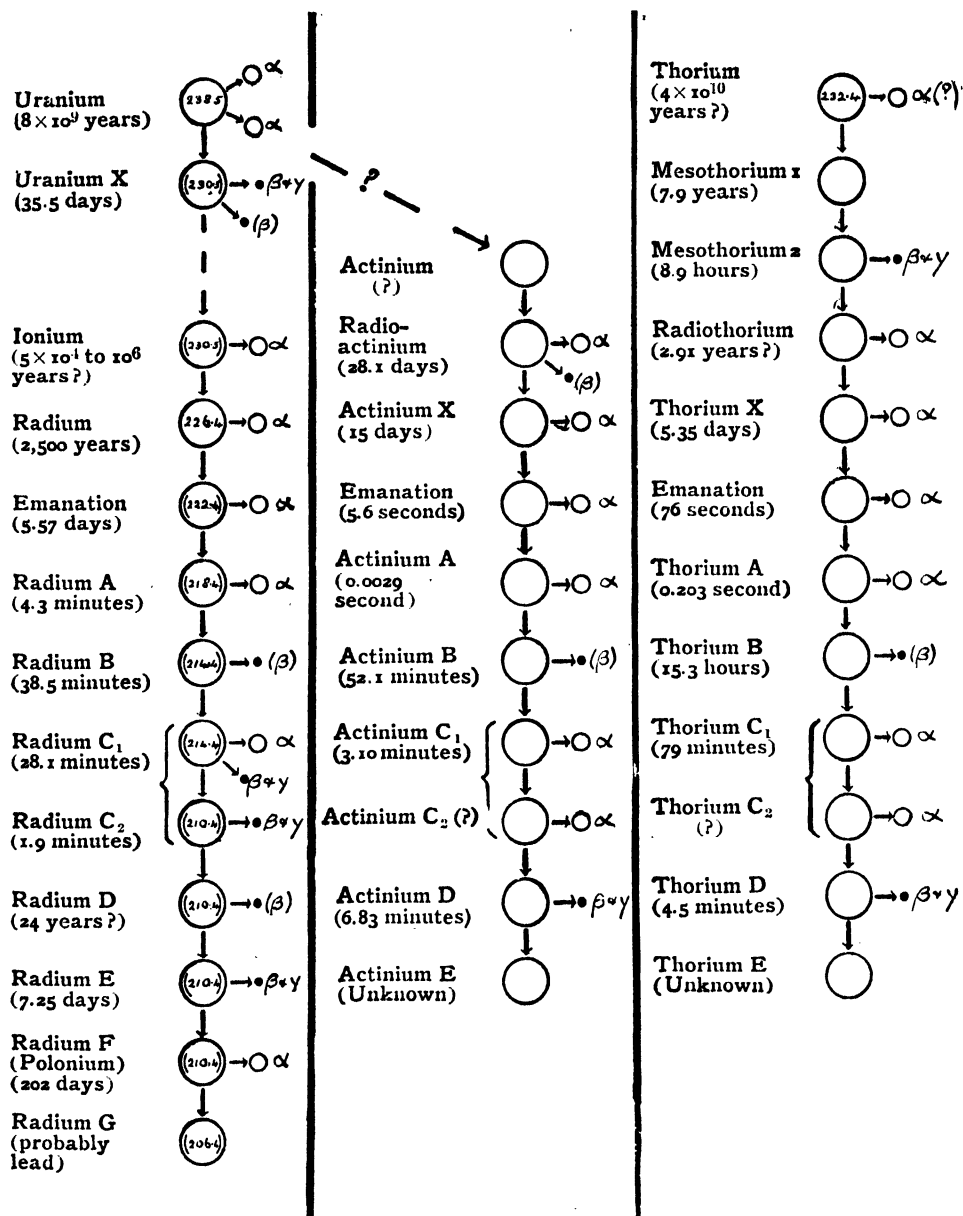 Uranium
(8 × 10⁹ years)
238.5
α
α
Uranium X
(35.5 days)
(230.5)
β & γ
(β)
Ionium
(5 × 10⁴ to 10⁶
years ?)
(230.5)
α
Radium
(2,500 years)
226.4
α
Emanation
(5.57 days)
(222.4)
α
Radium A
(4.3 minutes)
(218.4)
α
Radium B
(38.5 minutes)
(214.4)
(β)
Radium C₁
(28.1 minutes)
(214.4)
α
β & γ
Radium C₂
(1.9 minutes)
(210.4)
β & γ
Radium D
(24 years ?)
(210.4)
(β)
Radium E
(7.25 days)
(210.4)
β & γ
Radium F
(Polonium)
(202 days)
(210.4)
α
Radium G
(probably
lead)
(206.4)
?
Actinium
(?)
Radio-
actinium
(28.1 days)
α
(β)
Actinium X
(15 days)
α
Emanation
(5.6 seconds)
α
Actinium A
(0.0029
second)
α
Actinium B
(52.1 minutes)
(β)
Actinium C₁
(3.10 minutes)
α
Actinium C₂ (?)
α
Actinium D
(6.83 minutes)
β & γ
Actinium E
(Unknown)
Thorium
(4 × 10¹⁰
years ?)
232.4
α(?)
Mesothorium 1
(7.9 years)
Mesothorium 2
(8.9 hours)
β & γ
Radiothorium
(2.91 years ?)
α
Thorium X
(5.35 days)
α
Emanation
(76 seconds)
α
Thorium A
(0.203 second)
α
Thorium B
(15.3 hours)
(β)
Thorium C₁
(79 minutes)
α
Thorium C₂
(?)
α
Thorium D
(4.5 minutes)
β & γ
Thorium E
(Unknown)